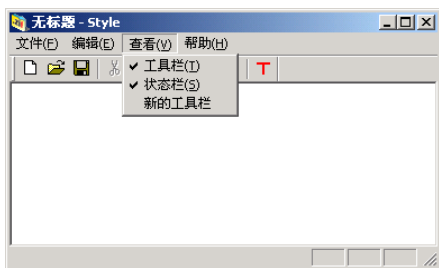 无标题 - Style
文件(F) 编辑(E) 查看(V) 帮助(H)
T
工具栏(T)
状态栏(S)
新的工具栏